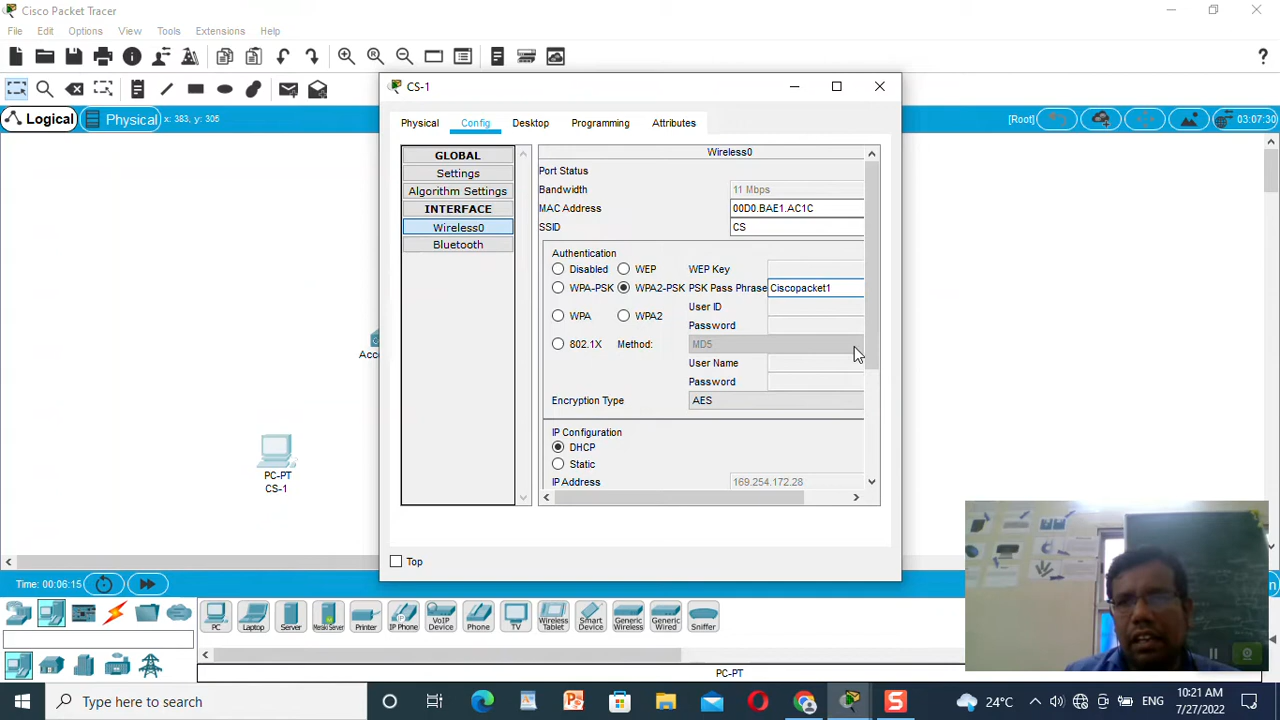 Cisco Packet Tracer
File Edit Options View Tools Extensions Help
Logical
Physical
x: 383, y: 305
[Root]
03:07:30
CS-1
Physical Config Desktop Programming Attributes
GLOBAL
Settings
Algorithm Settings
INTERFACE
Wireless0
Bluetooth
Wireless0
Port Status
Bandwidth 11 Mbps
MAC Address 00D0.BAE1.AC1C
SSID CS
Authentication
Disabled WEP WEP Key
WPA-PSK WPA2-PSK PSK Pass Phrase Ciscopacket1
User ID
WPA WPA2
Password
802.1X Method: MD5
User Name
Password
Encryption Type AES
IP Configuration
DHCP
Static
IP Address 169.254.172.28
Top
Acce
PC-PT
CS-1
Time: 00:06:15
PC Laptop Server Meraki Server Printer IP Phone VoIP Device Phone TV Wireless Tablet Smart Device Generic Wireless Generic Wired Sniffer
PC-PT
Type here to search
24°C
ENG
10:21 AM
7/27/2022